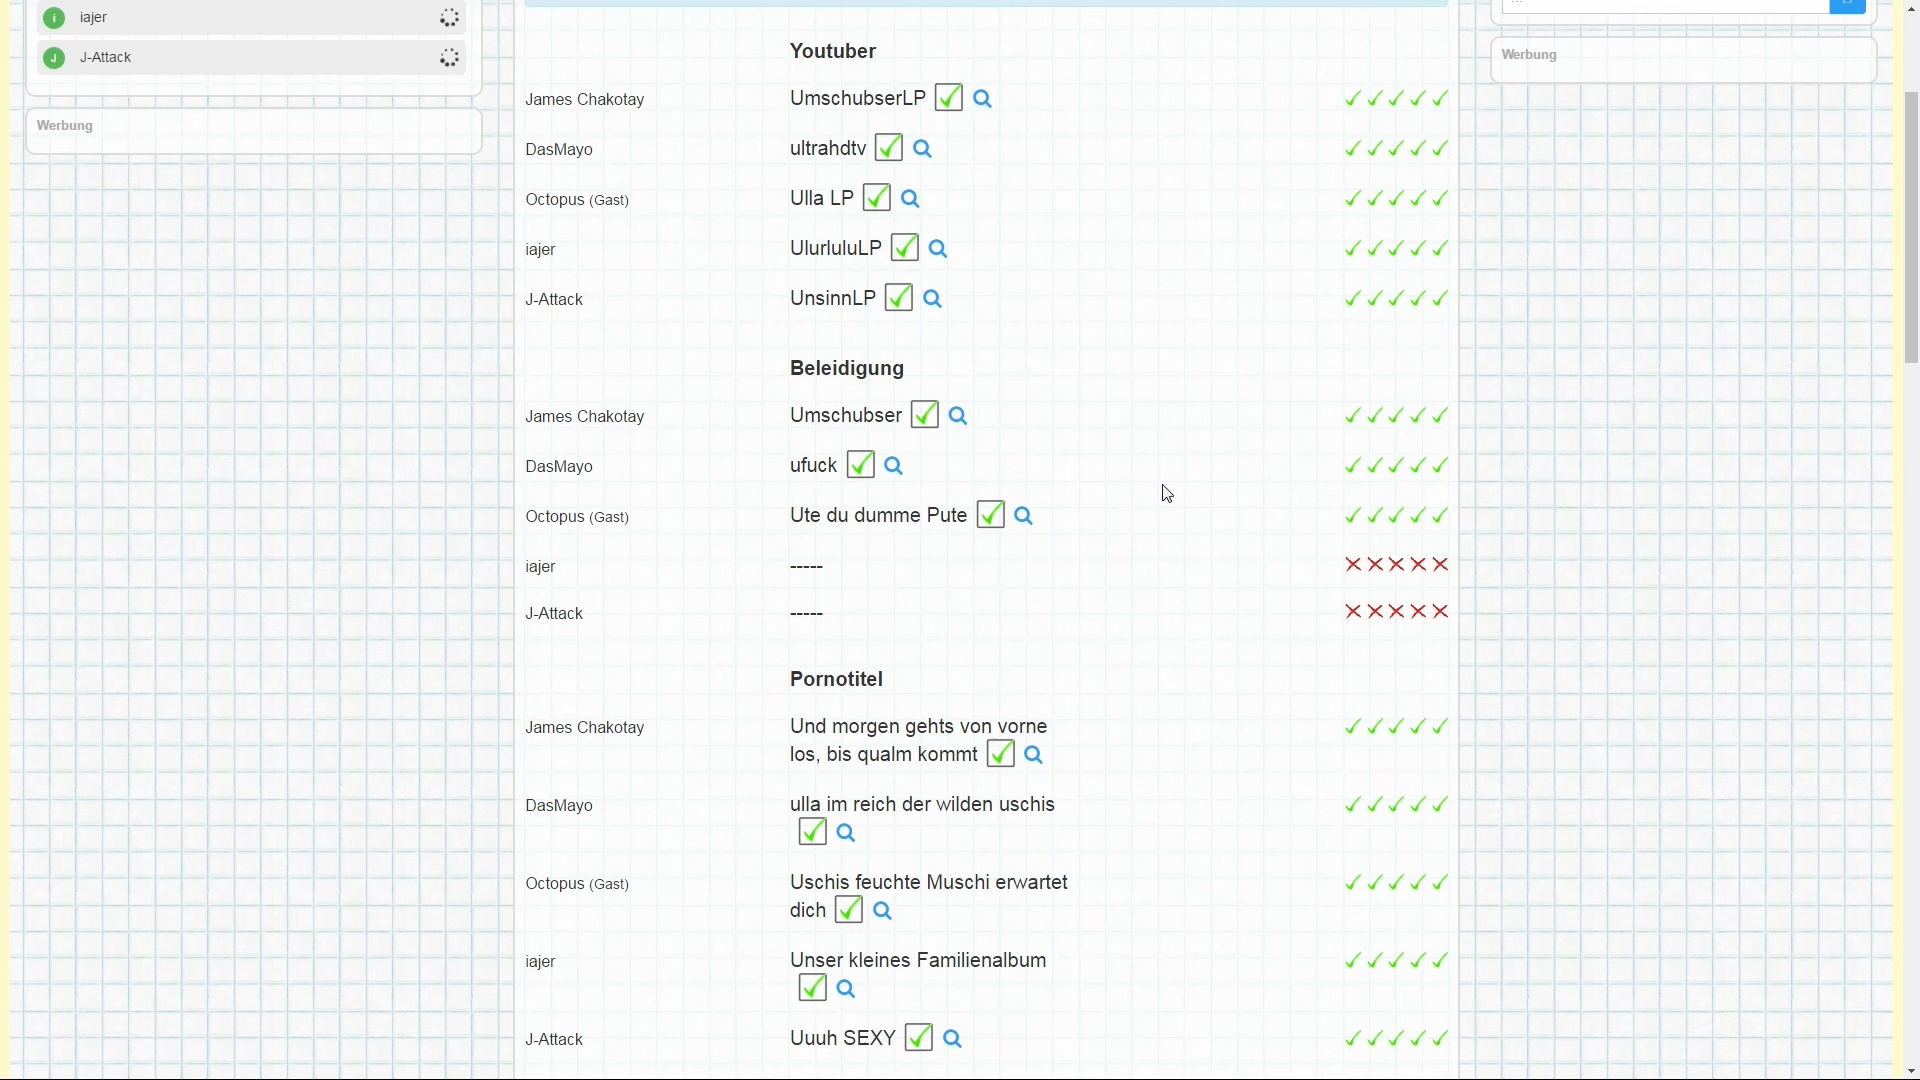 i iajer
J J-Attack
Werbung
...
Werbung
Youtuber
James Chakotay UmschubserLP
DasMayo ultrahdtv
Octopus (Gast) Ulla LP
iajer UlurluluLP
J-Attack UnsinnLP
Beleidigung
James Chakotay Umschubser
DasMayo ufuck
Octopus (Gast) Ute du dumme Pute
iajer -----
J-Attack -----
Pornotitel
James Chakotay Und morgen gehts von vorne
los, bis qualm kommt
DasMayo ulla im reich der wilden uschis
Octopus (Gast) Uschis feuchte Muschi erwartet
dich
iajer Unser kleines Familienalbum
J-Attack Uuuh SEXY